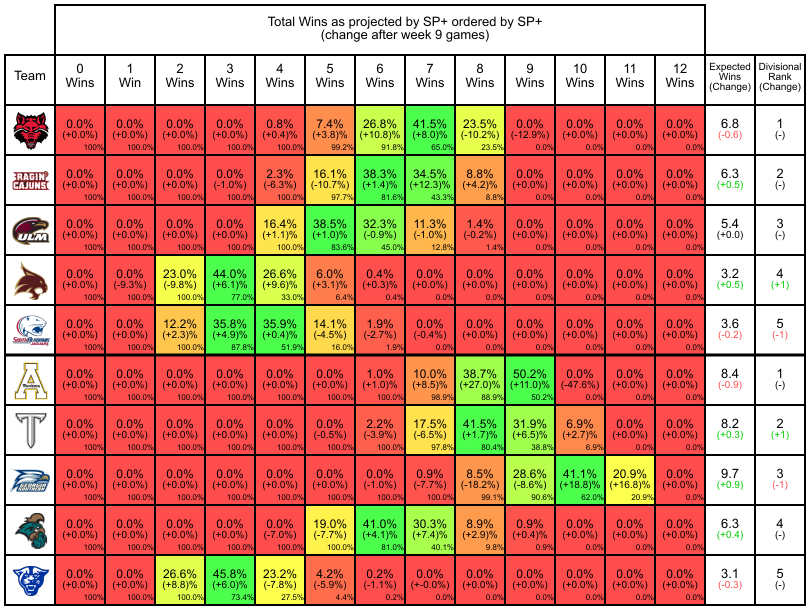 Total Wins as projected by SP+ ordered by SP+
(change after week 9 games)
Team 0 Wins 1 Win 2 Wins 3 Wins 4 Wins 5 Wins 6 Wins 7 Wins 8 Wins 9 Wins 10 Wins 11 Wins 12 Wins Expected Wins (Change) Divisional Rank (Change)
0.0% 0.0% 0.0% 0.0% 0.8% 7.4% 26.8% 41.5% 23.5% 0.0% 0.0% 0.0% 0.0% 6.8 1
(+0.0%) (+0.0%) (+0.0%) (+0.0%) (+0.4)% (+3.8)% (+10.8)% (+8.0)% (-10.2)% (-12.9)% (+0.0%) (+0.0%) (+0.0%) (-0.6) (-)
100% 100.0% 100.0% 100.0% 100.0% 99.2% 91.8% 65.0% 23.5% 0.0% 0.0% 0.0% 0.0%
RAGIN' CAJUNS
0.0% 0.0% 0.0% 0.0% 2.3% 16.1% 38.3% 34.5% 8.8% 0.0% 0.0% 0.0% 0.0% 6.3 2
(+0.0%) (+0.0%) (+0.0%) (-1.0%) (-6.3%) (-10.7%) (+1.4)% (+12.3)% (+4.2)% (+0.0%) (+0.0%) (+0.0%) (+0.0%) (+0.5) (-)
100% 100.0% 100.0% 100.0% 100.0% 97.7% 81.6% 43.3% 8.8% 0.0% 0.0% 0.0% 0.0%
ULM
0.0% 0.0% 0.0% 0.0% 16.4% 38.5% 32.3% 11.3% 1.4% 0.0% 0.0% 0.0% 0.0% 5.4 3
(+0.0%) (+0.0%) (+0.0%) (+0.0%) (+1.1)% (+1.0)% (-0.9)% (-1.0)% (-0.2)% (+0.0%) (+0.0%) (+0.0%) (+0.0%) (+0.0) (-)
100% 100.0% 100.0% 100.0% 100.0% 83.6% 45.0% 12.8% 1.4% 0.0% 0.0% 0.0% 0.0%
0.0% 0.0% 23.0% 44.0% 26.6% 6.0% 0.4% 0.0% 0.0% 0.0% 0.0% 0.0% 0.0% 3.2 4
(+0.0%) (-9.3%) (-9.8%) (+6.1)% (+9.6)% (+3.1)% (+0.3)% (+0.0%) (+0.0%) (+0.0%) (+0.0%) (+0.0%) (+0.0%) (+0.5) (+1)
100% 100.0% 100.0% 77.0% 33.0% 6.4% 0.4% 0.0% 0.0% 0.0% 0.0% 0.0% 0.0%
0.0% 0.0% 12.2% 35.8% 35.9% 14.1% 1.9% 0.0% 0.0% 0.0% 0.0% 0.0% 0.0% 3.6 5
(+0.0%) (+0.0%) (+2.3)% (+4.9)% (+0.4)% (-4.5)% (-2.7)% (-0.4%) (+0.0%) (+0.0%) (+0.0%) (+0.0%) (+0.0%) (-0.2) (-1)
100% 100.0% 100.0% 87.8% 51.9% 16.0% 1.9% 0.0% 0.0% 0.0% 0.0% 0.0% 0.0%
A
0.0% 0.0% 0.0% 0.0% 0.0% 0.0% 1.0% 10.0% 38.7% 50.2% 0.0% 0.0% 0.0% 8.4 1
(+0.0%) (+0.0%) (+0.0%) (+0.0%) (+0.0%) (+0.0%) (+1.0)% (+8.5)% (+27.0)% (+11.0)% (-47.6%) (+0.0%) (+0.0%) (-0.9) (-)
100% 100.0% 100.0% 100.0% 100.0% 100.0% 100.0% 98.9% 88.9% 50.2% 0.0% 0.0% 0.0%
T
0.0% 0.0% 0.0% 0.0% 0.0% 0.0% 2.2% 17.5% 41.5% 31.9% 6.9% 0.0% 0.0% 8.2 2
(+0.0%) (+0.0%) (+0.0%) (+0.0%) (+0.0%) (-0.5%) (-3.9%) (-6.5%) (+1.7)% (+6.5)% (+2.7)% (+0.0%) (+0.0%) (+0.3) (+1)
100% 100.0% 100.0% 100.0% 100.0% 100.0% 100.0% 97.8% 80.4% 38.8% 6.9% 0.0% 0.0%
GEORGIA SOUTHERN
0.0% 0.0% 0.0% 0.0% 0.0% 0.0% 0.0% 0.9% 8.5% 28.6% 41.1% 20.9% 0.0% 9.7 3
(+0.0%) (+0.0%) (+0.0%) (+0.0%) (+0.0%) (+0.0%) (-1.0%) (-7.7%) (-18.2%) (-8.6%) (+18.8)% (+16.8)% (+0.0%) (+0.9) (-1)
100% 100.0% 100.0% 100.0% 100.0% 100.0% 100.0% 100.0% 99.1% 90.6% 62.0% 20.9% 0.0%
0.0% 0.0% 0.0% 0.0% 0.0% 19.0% 41.0% 30.3% 8.9% 0.9% 0.0% 0.0% 0.0% 6.3 4
(+0.0%) (+0.0%) (+0.0%) (+0.0%) (-7.0%) (-7.7%) (+4.1)% (+7.4)% (+2.9)% (+0.4)% (+0.0%) (+0.0%) (+0.0%) (+0.4) (-)
100% 100.0% 100.0% 100.0% 100.0% 100.0% 81.0% 40.1% 9.8% 0.9% 0.0% 0.0% 0.0%
0.0% 0.0% 26.6% 45.8% 23.2% 4.2% 0.2% 0.0% 0.0% 0.0% 0.0% 0.0% 0.0% 3.1 5
(+0.0%) (+0.0%) (+8.8)% (+6.0)% (-7.8)% (-5.9)% (-1.1)% (+-0.0%) (+0.0%) (+0.0%) (+0.0%) (+0.0%) (+0.0%) (-0.3) (-)
100% 100.0% 100.0% 73.4% 27.5% 4.4% 0.2% 0.0% 0.0% 0.0% 0.0% 0.0% 0.0%